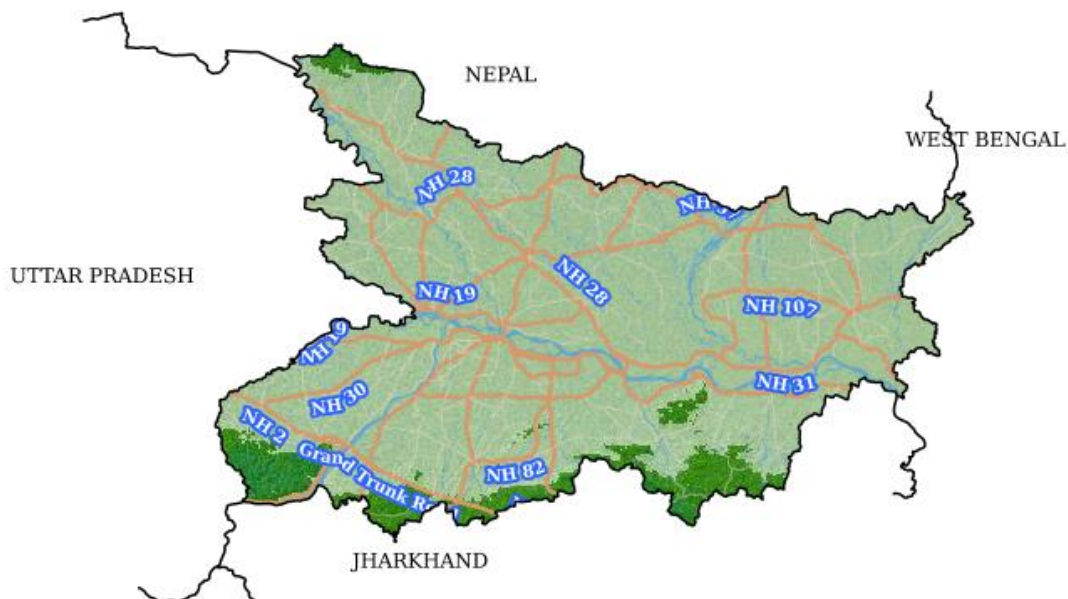 NEPAL
WEST BENGAL
NH 28
UTTAR PRADESH
NH 28
NH 19
NH 107
NH 31
NH 30
NH 2
Grand Trunk
NH 82
JHARKHAND